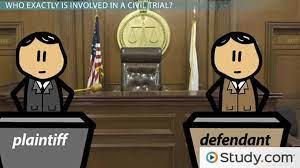 WHO EXACTLY IS INVOLVED IN A CIVIL TRIAL?
plaintiff
defendant
Study.com